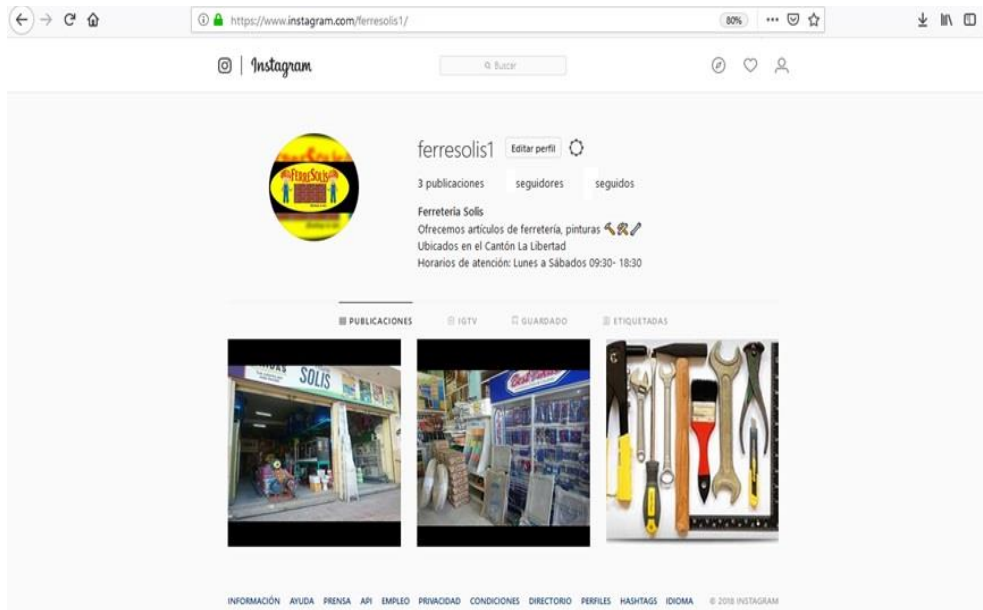 https://www.instagram.com/ferresolis1/
80%
Instagram
Buscar
ferresolis1 Editar perfil
3 publicaciones seguidores seguidos
Ferretería Solis
Ofrecemos artículos de ferretería, pinturas
Ubicados en el Cantón La Libertad
Horarios de atención: Lunes a Sábados 09:30- 18:30
FERRESOLIS
PUBLICACIONES IGTV GUARDADO ETIQUETADAS
SOLIS
INFORMACIÓN AYUDA PRENSA API EMPLEO PRIVACIDAD CONDICIONES DIRECTORIO PERFILES HASHTAGS IDIOMA © 2018 INSTAGRAM